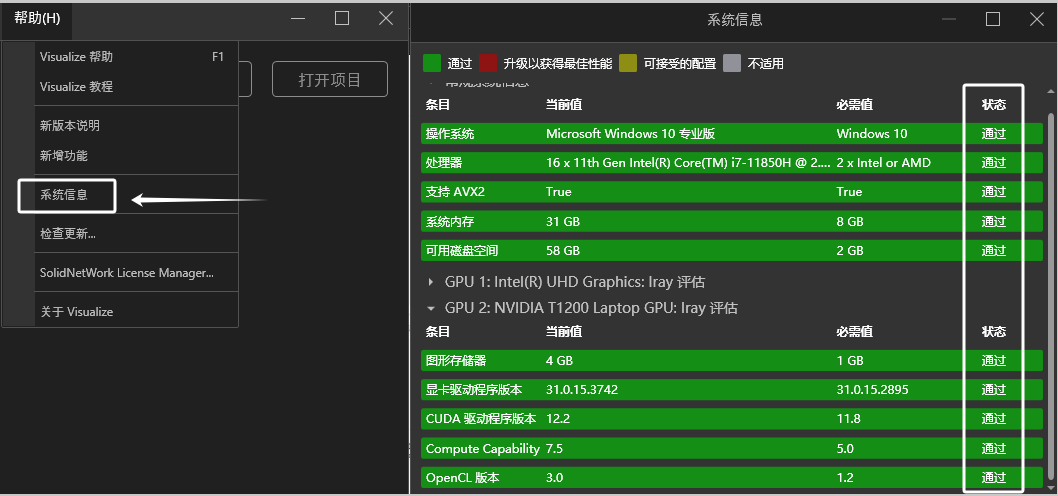 帮助(H)
Visualize 帮助 F1
Visualize 教程
新版本说明
新增功能
系统信息
检查更新...
SolidNetWork License Manager...
关于 Visualize
打开项目
系统信息
通过 升级以获得最佳性能 可接受的配置 不适用
常规系统信息
条目 当前值 必需值 状态
操作系统 Microsoft Windows 10 专业版 Windows 10 通过
处理器 16 x 11th Gen Intel(R) Core(TM) i7-11850H @ 2.... 2 x Intel or AMD 通过
支持 AVX2 True True 通过
系统内存 31 GB 8 GB 通过
可用磁盘空间 58 GB 2 GB 通过
GPU 1: Intel(R) UHD Graphics: Iray 评估
GPU 2: NVIDIA T1200 Laptop GPU: Iray 评估
条目 当前值 必需值 状态
图形存储器 4 GB 1 GB 通过
显卡驱动程序版本 31.0.15.3742 31.0.15.2895 通过
CUDA 驱动程序版本 12.2 11.8 通过
Compute Capability 7.5 5.0 通过
OpenCL 版本 3.0 1.2 通过